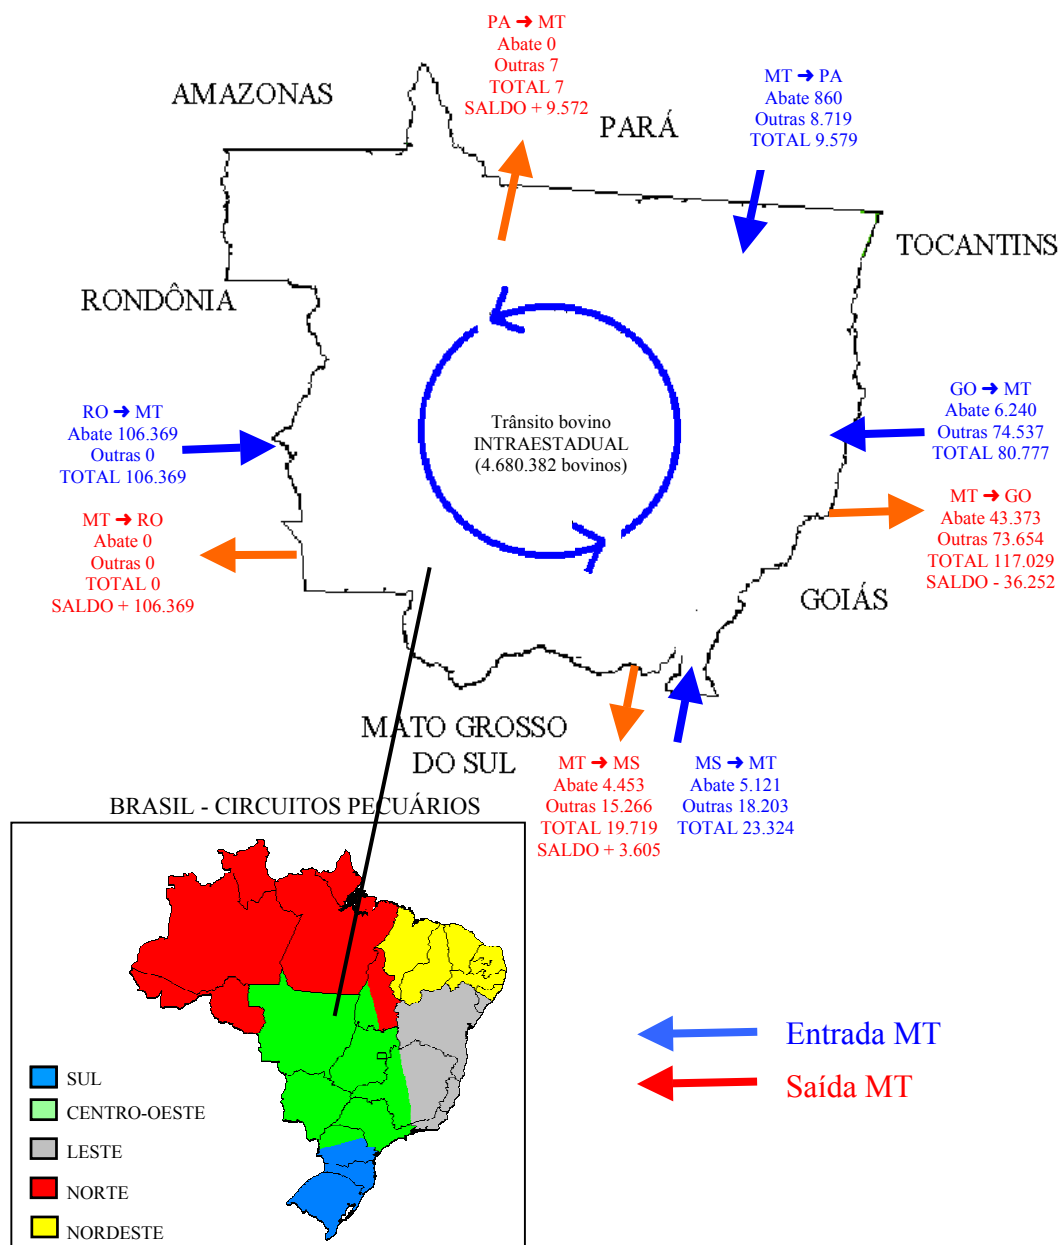 PA ➔ MT
Abate 0
Outras 7
TOTAL 7
SALDO + 9.572
MT ➔ PA
Abate 860
Outras 8.719
TOTAL 9.579
AMAZONAS
PARÁ
TOCANTINS
RONDÔNIA
RO ➔ MT
Abate 106.369
Outras 0
TOTAL 106.369
MT ➔ RO
Abate 0
Outras 0
TOTAL 0
SALDO + 106.369
Trânsito bovino
INTRAESTADUAL
(4.680.382 bovinos)
GO ➔ MT
Abate 6.240
Outras 74.537
TOTAL 80.777
MT ➔ GO
Abate 43.373
Outras 73.654
TOTAL 117.029
SALDO - 36.252
GOIÁS
MATO GROSSO
DO SUL
MT ➔ MS
Abate 4.453
Outras 15.266
TOTAL 19.719
SALDO + 3.605
MS ➔ MT
Abate 5.121
Outras 18.203
TOTAL 23.324
BRASIL - CIRCUITOS PECUÁRIOS
SUL
CENTRO-OESTE
LESTE
NORTE
NORDESTE
Entrada MT
Saída MT